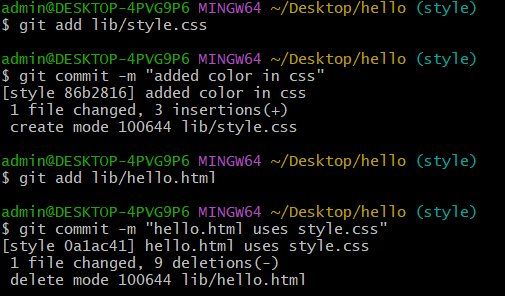 admin@DESKTOP-4PVG9P6 MINGW64 ~/Desktop/hello (style)
$ git add lib/style.css
admin@DESKTOP-4PVG9P6 MINGW64 ~/Desktop/hello (style)
$ git commit -m "added color in css"
[style 86b2816] added color in css
 1 file changed, 3 insertions(+)
 create mode 100644 lib/style.css
admin@DESKTOP-4PVG9P6 MINGW64 ~/Desktop/hello (style)
$ git add lib/hello.html
admin@DESKTOP-4PVG9P6 MINGW64 ~/Desktop/hello (style)
$ git commit -m "hello.html uses style.css"
[style 0a1ac41] hello.html uses style.css
 1 file changed, 9 deletions(-)
 delete mode 100644 lib/hello.html